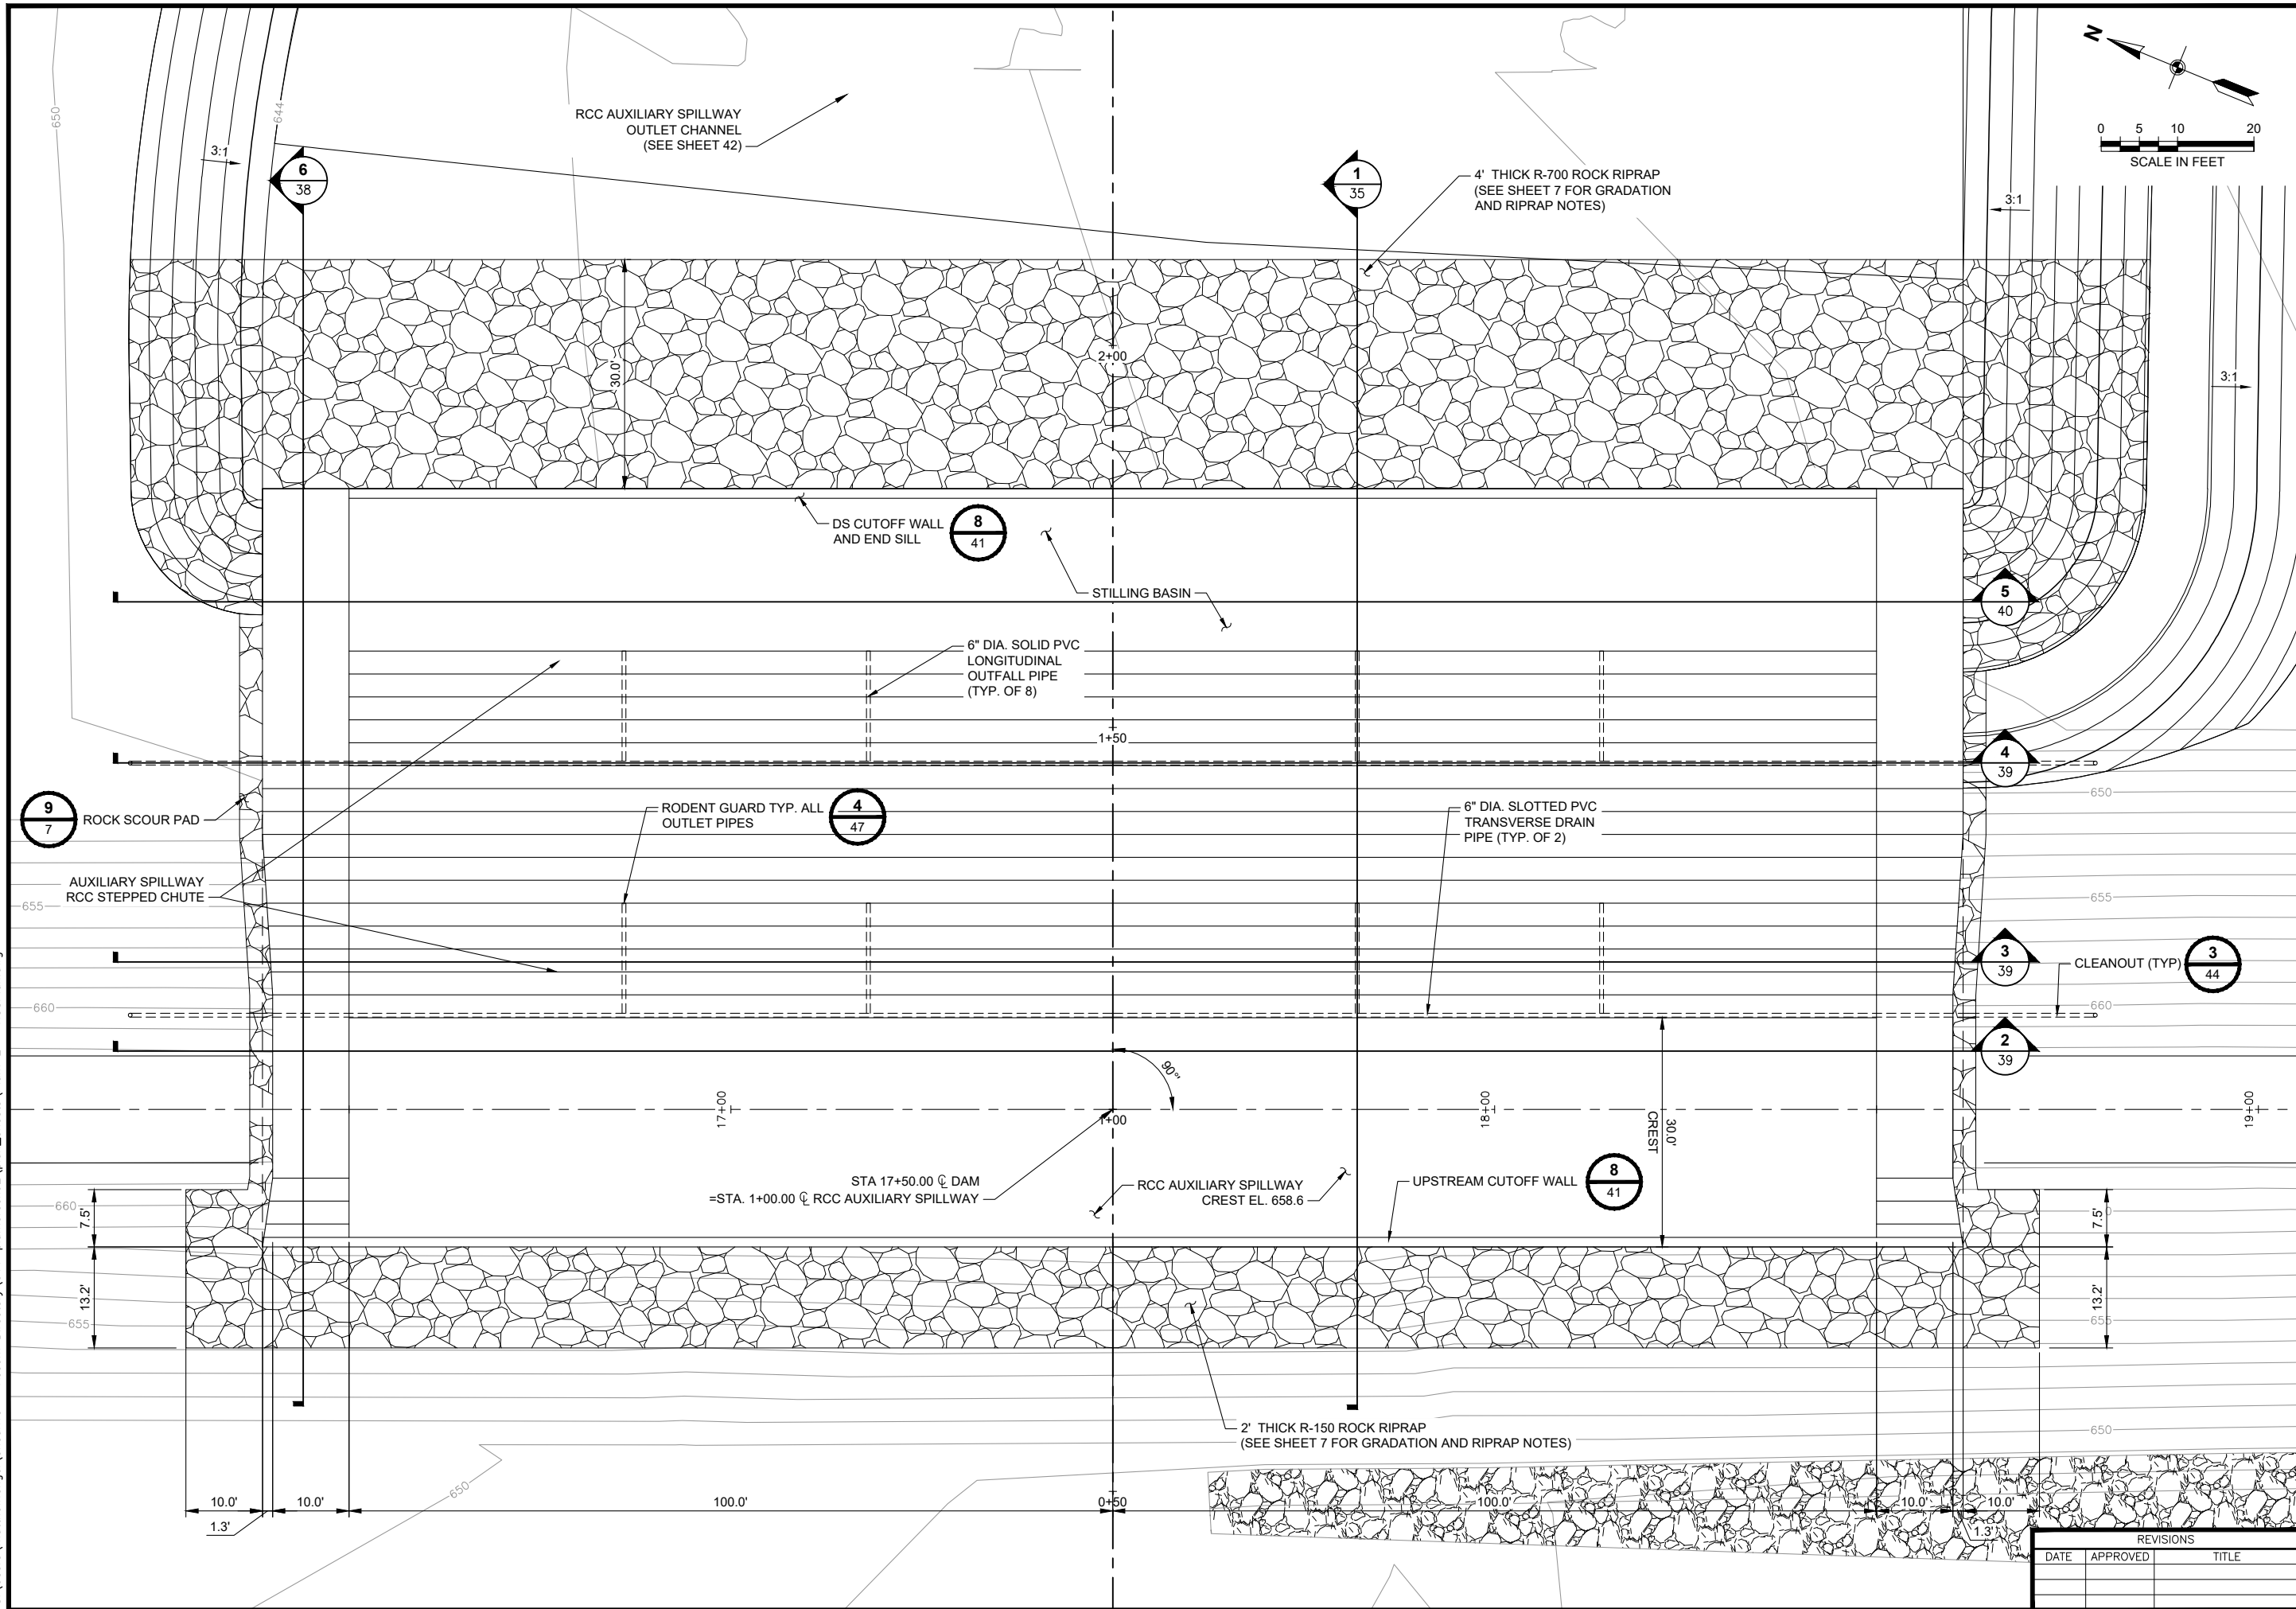 N
0 5 10 20
SCALE IN FEET
650
644
3:1
RCC AUXILIARY SPILLWAY
OUTLET CHANNEL
(SEE SHEET 42)
6
38
1
35
4' THICK R-700 ROCK RIPRAP
(SEE SHEET 7 FOR GRADATION
AND RIPRAP NOTES)
3:1
3:1
30.0'
2+00
DS CUTOFF WALL
AND END SILL
8
41
STILLING BASIN
5
40
6" DIA. SOLID PVC
LONGITUDINAL
OUTFALL PIPE
(TYP. OF 8)
1+50
4
39
650
9
7
ROCK SCOUR PAD
RODENT GUARD TYP. ALL
OUTLET PIPES
4
47
6" DIA. SLOTTED PVC
TRANSVERSE DRAIN
PIPE (TYP. OF 2)
AUXILIARY SPILLWAY
RCC STEPPED CHUTE
655
655
3
39
CLEANOUT (TYP)
3
44
660
660
2
39
90°
17+00
1+00
18+00
19+00
30.0'
CREST
STA 17+50.00 ℄ DAM
=STA. 1+00.00 ℄ RCC AUXILIARY SPILLWAY
RCC AUXILIARY SPILLWAY
CREST EL. 658.6
UPSTREAM CUTOFF WALL
8
41
660
7.5'
7.5'
13.2'
13.2'
655
655
2' THICK R-150 ROCK RIPRAP
(SEE SHEET 7 FOR GRADATION AND RIPRAP NOTES)
650
650
10.0'
1.3'
10.0'
100.0'
0+50
100.0'
10.0'
1.3'
10.0'
REVISIONS
DATE APPROVED TITLE